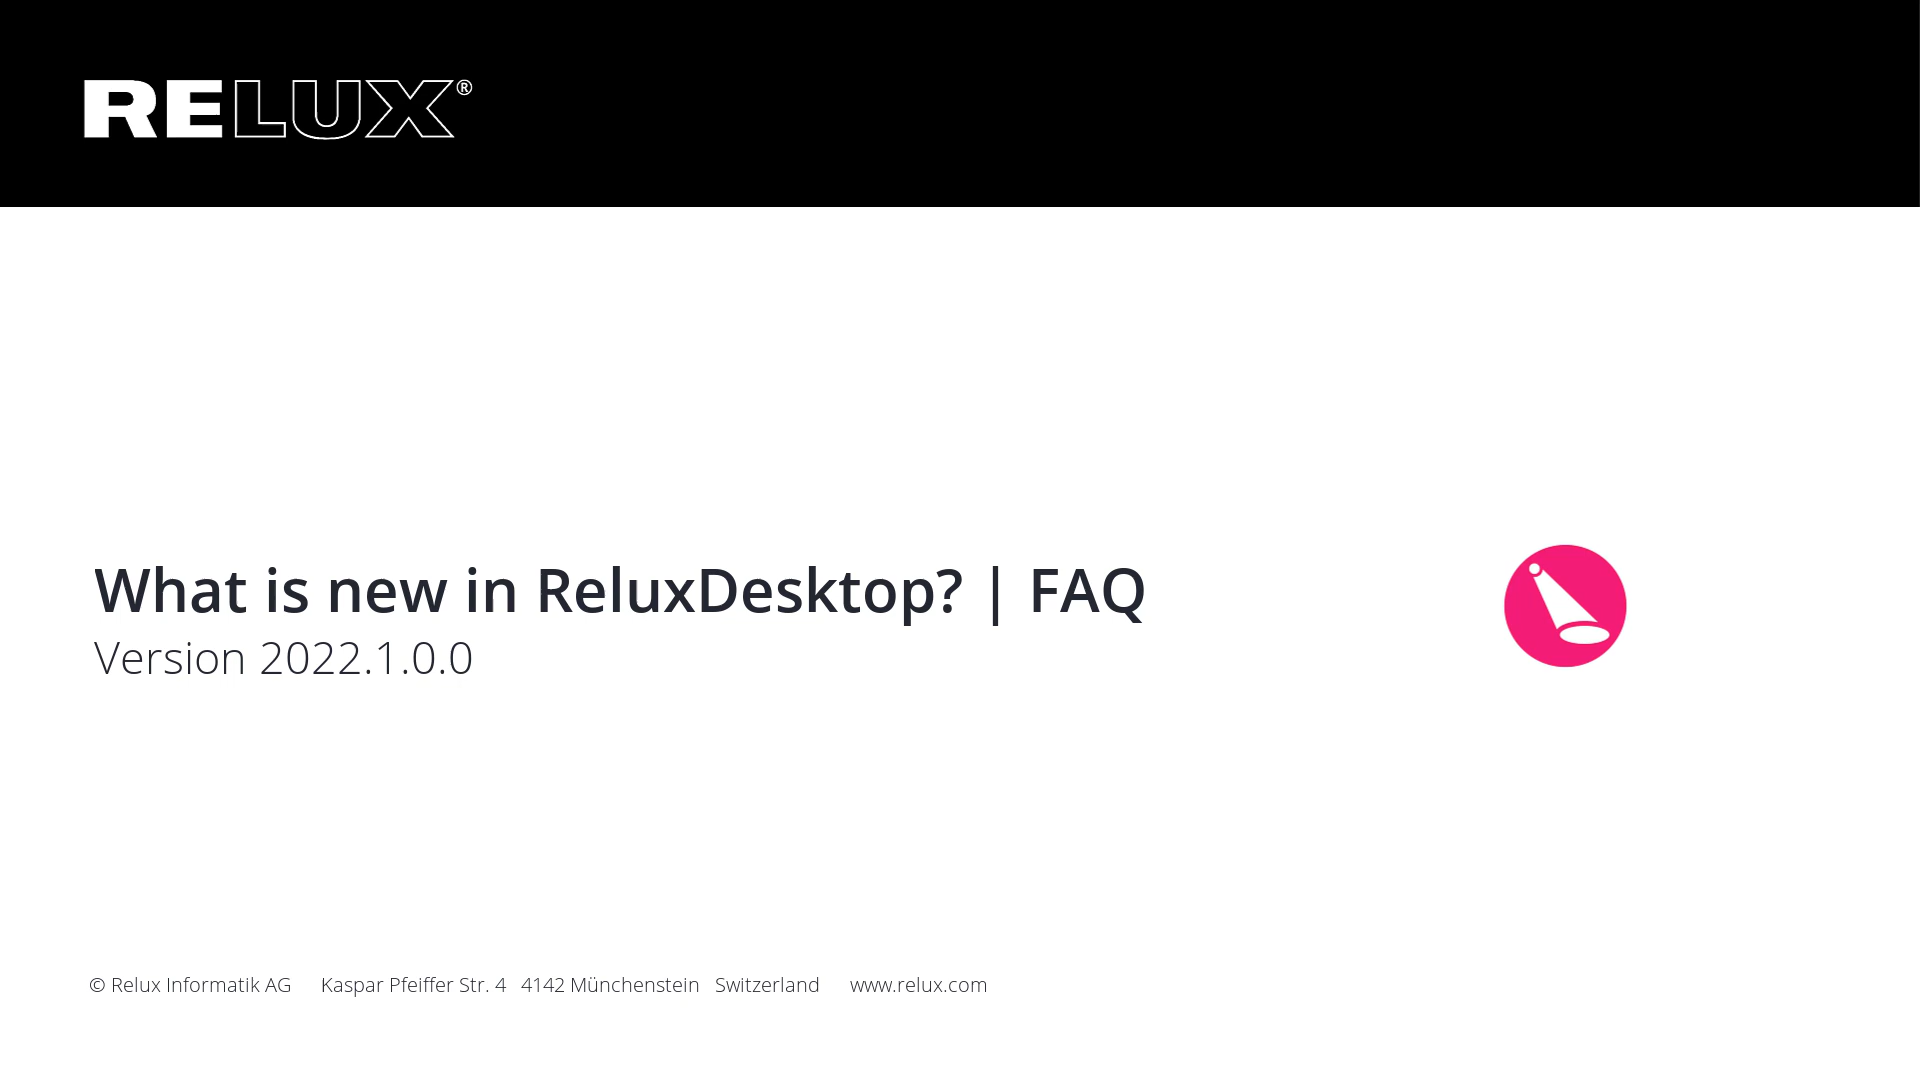 RELUX®
What is new in ReluxDesktop? | FAQ
Version 2022.1.0.0
© Relux Informatik AG Kaspar Pfeiffer Str. 4 4142 Münchenstein Switzerland www.relux.com